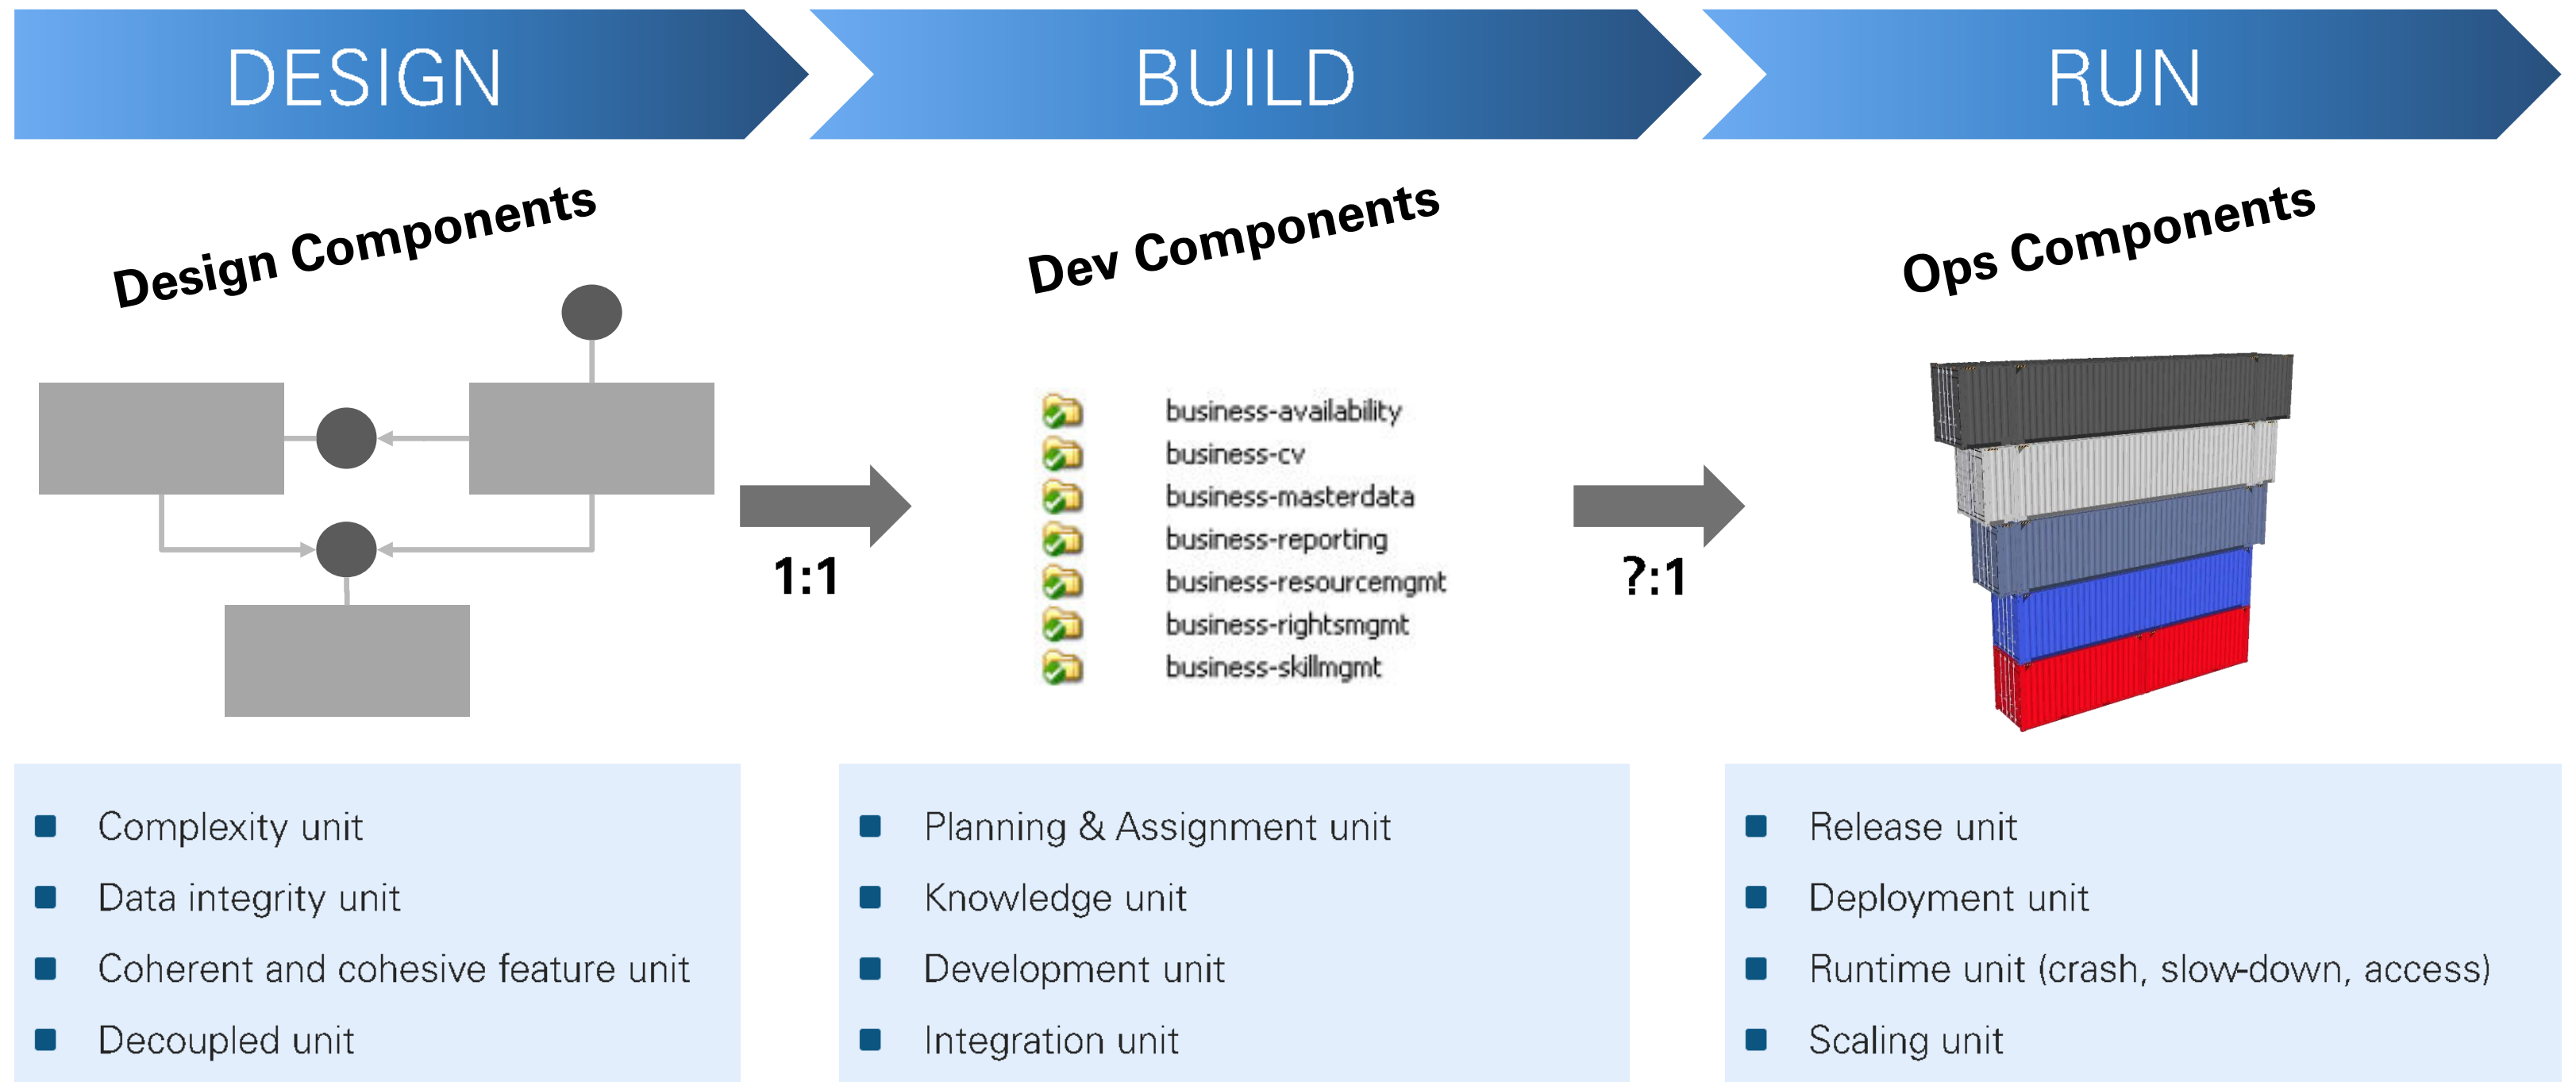 DESIGN
BUILD
RUN
Design Components
Dev Components
Ops Components
business-availability
business-cv
business-masterdata
business-reporting
business-resourcemgmt
business-rightsmgmt
business-skillmgmt
1:1
?:1
Complexity unit
Data integrity unit
Coherent and cohesive feature unit
Decoupled unit
Planning & Assignment unit
Knowledge unit
Development unit
Integration unit
Release unit
Deployment unit
Runtime unit (crash, slow-down, access)
Scaling unit